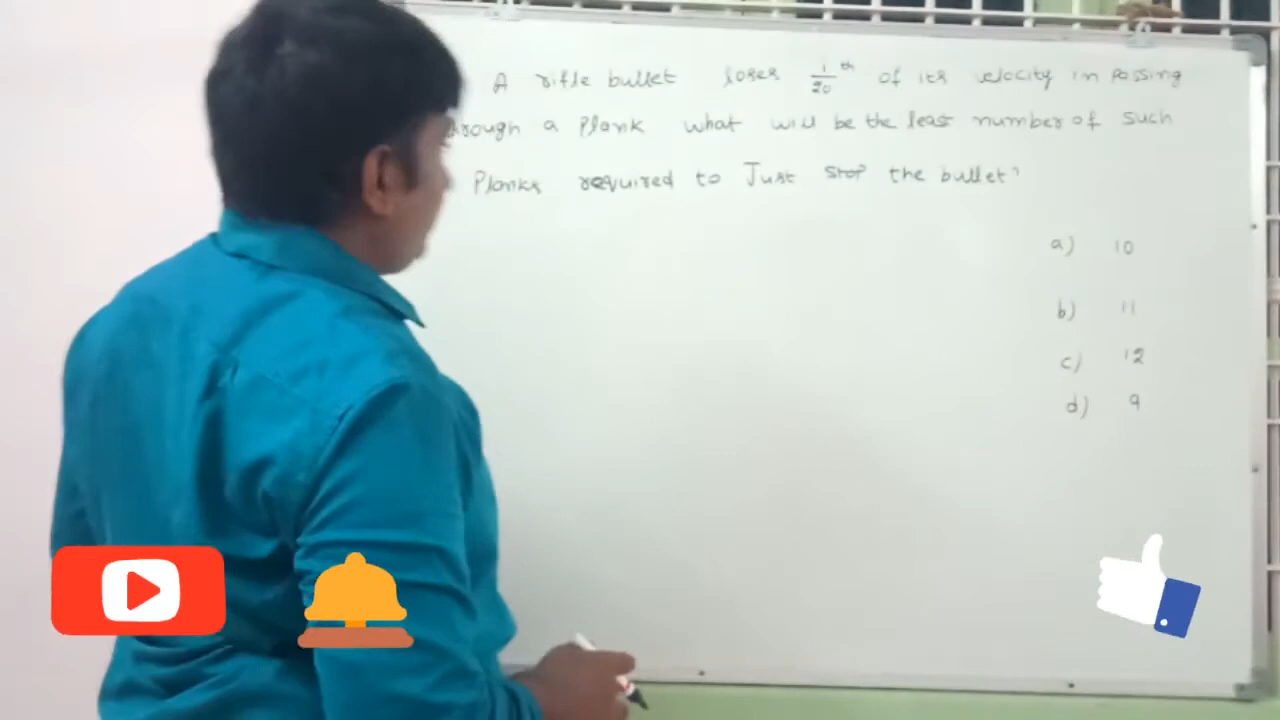 A rifle bullet loses 1/20 th of its velocity in passing
through a Plank what will be the least number of such
Planks required to Just stop the bullet?
a) 10
b) 11
c) 12
d) 9